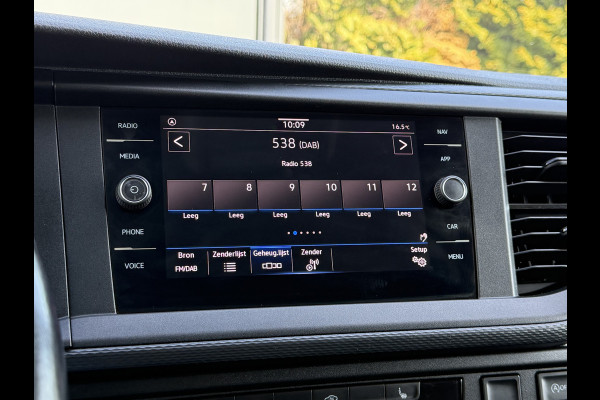 RADIO
MEDIA
PHONE
VOICE
10:09
16.5°C
< 538 (DAB) >
Radio 538
7 8 9 10 11 12
Leeg Leeg Leeg Leeg Leeg Leeg
Bron Zenderlijst Geheug.lijst Zender Setup
FM/DAB
NAV
APP
CAR
MENU